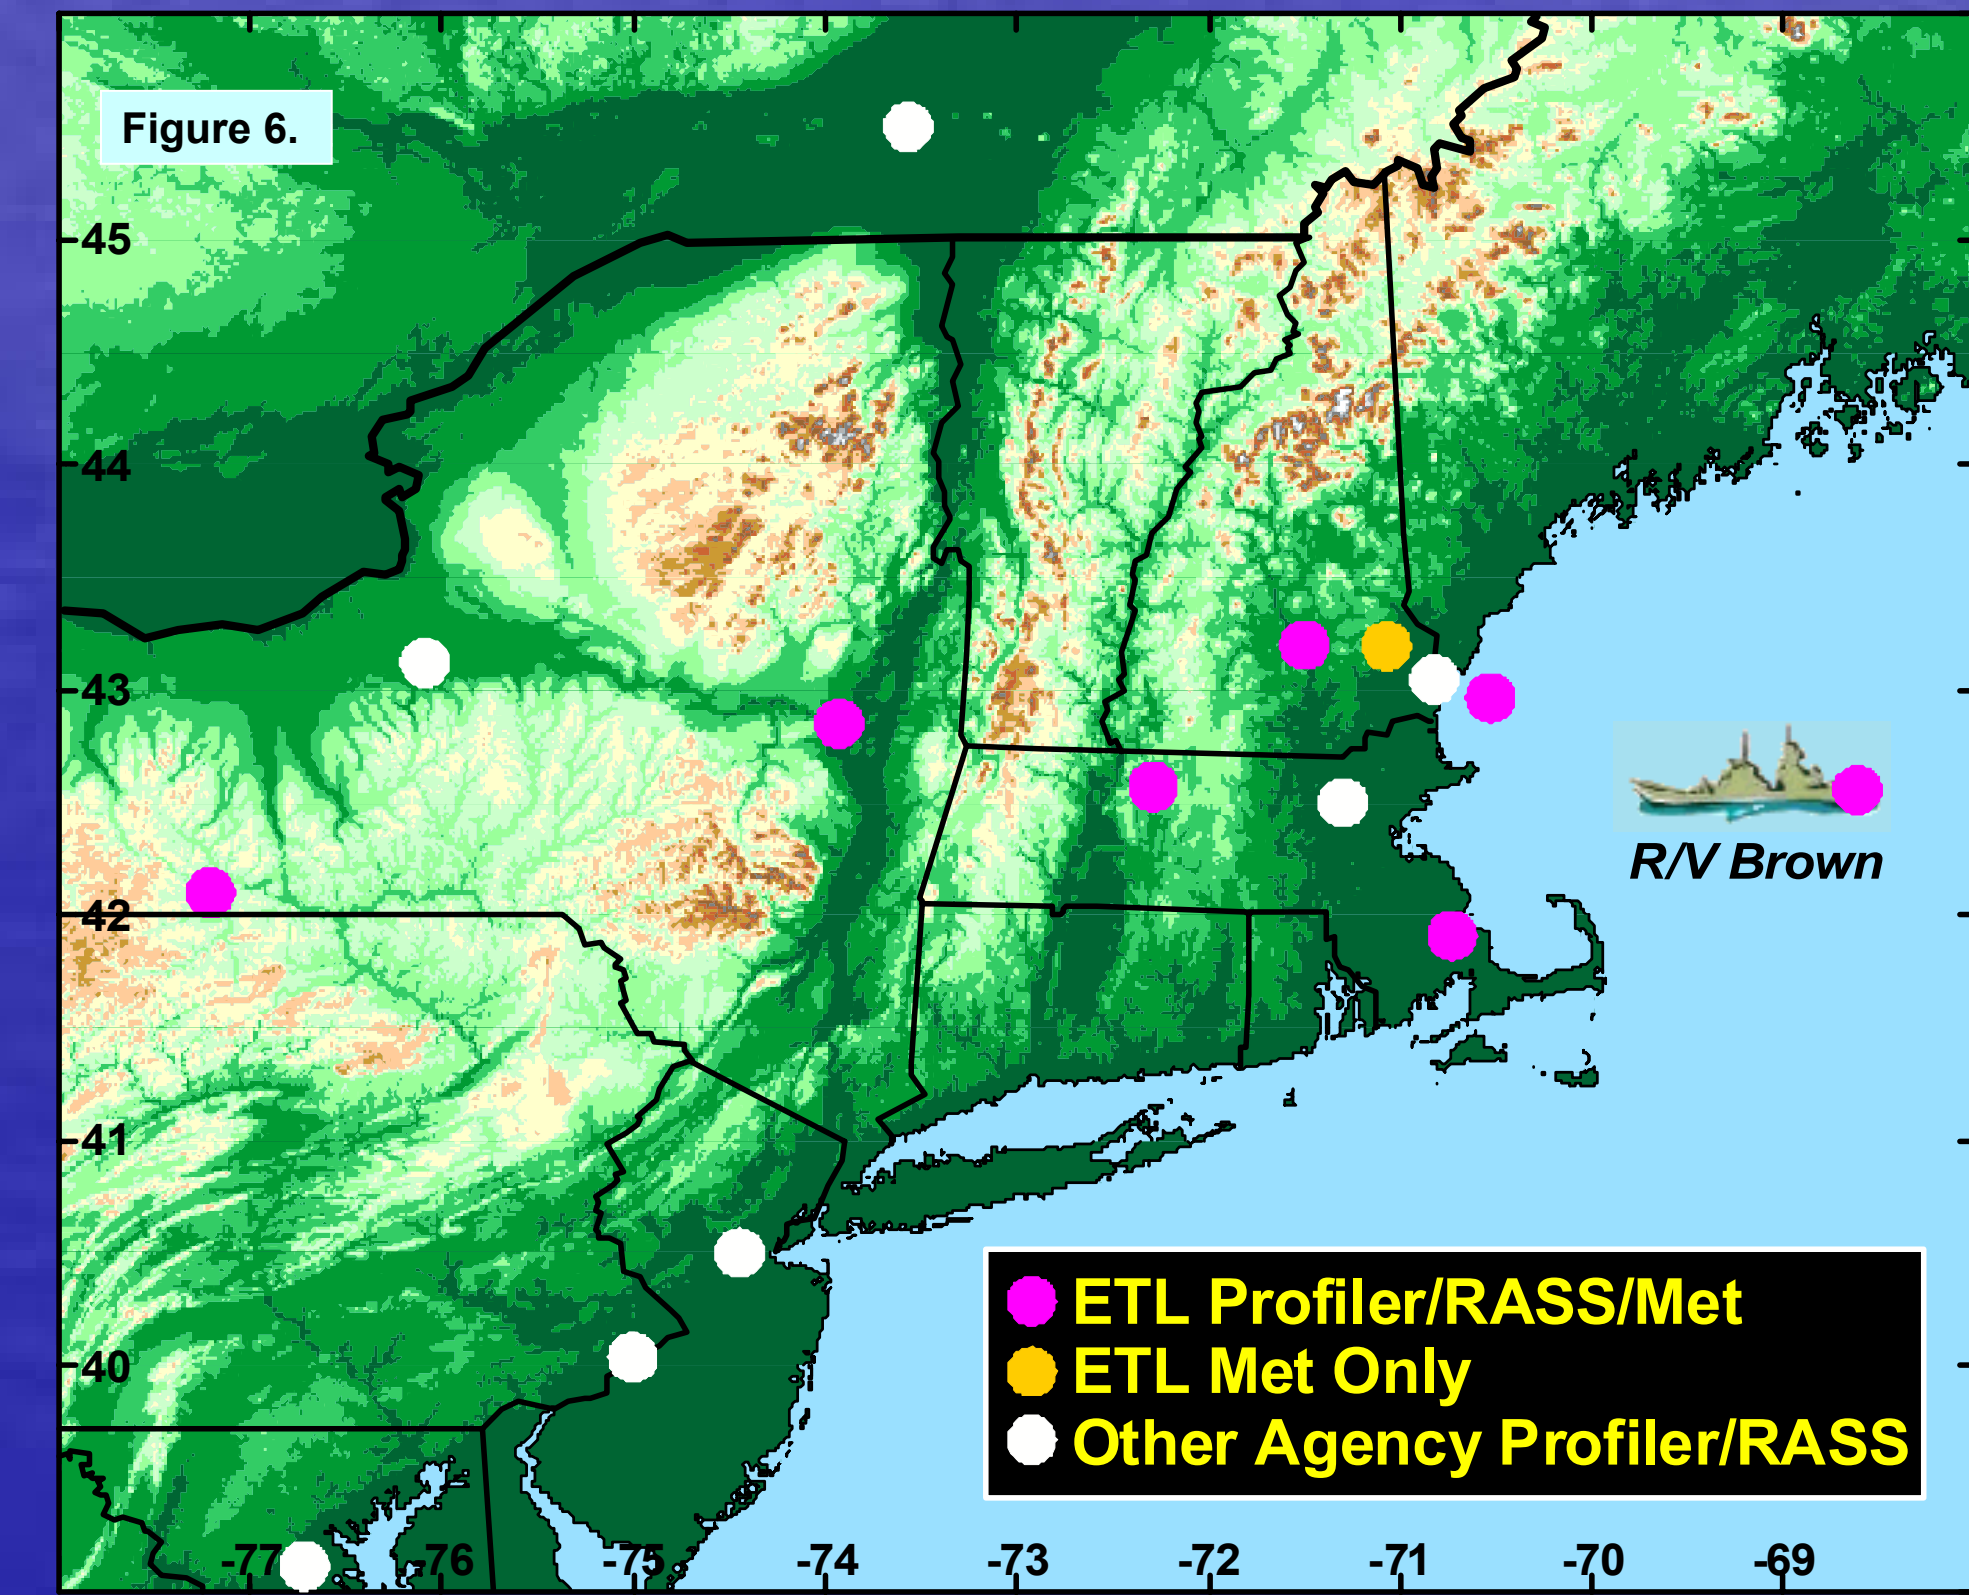 Figure 6.
45
44
43
42
41
40
R/V Brown
ETL Profiler/RASS/Met
ETL Met Only
Other Agency Profiler/RASS
-77 -76 -75 -74 -73 -72 -71 -70 -69